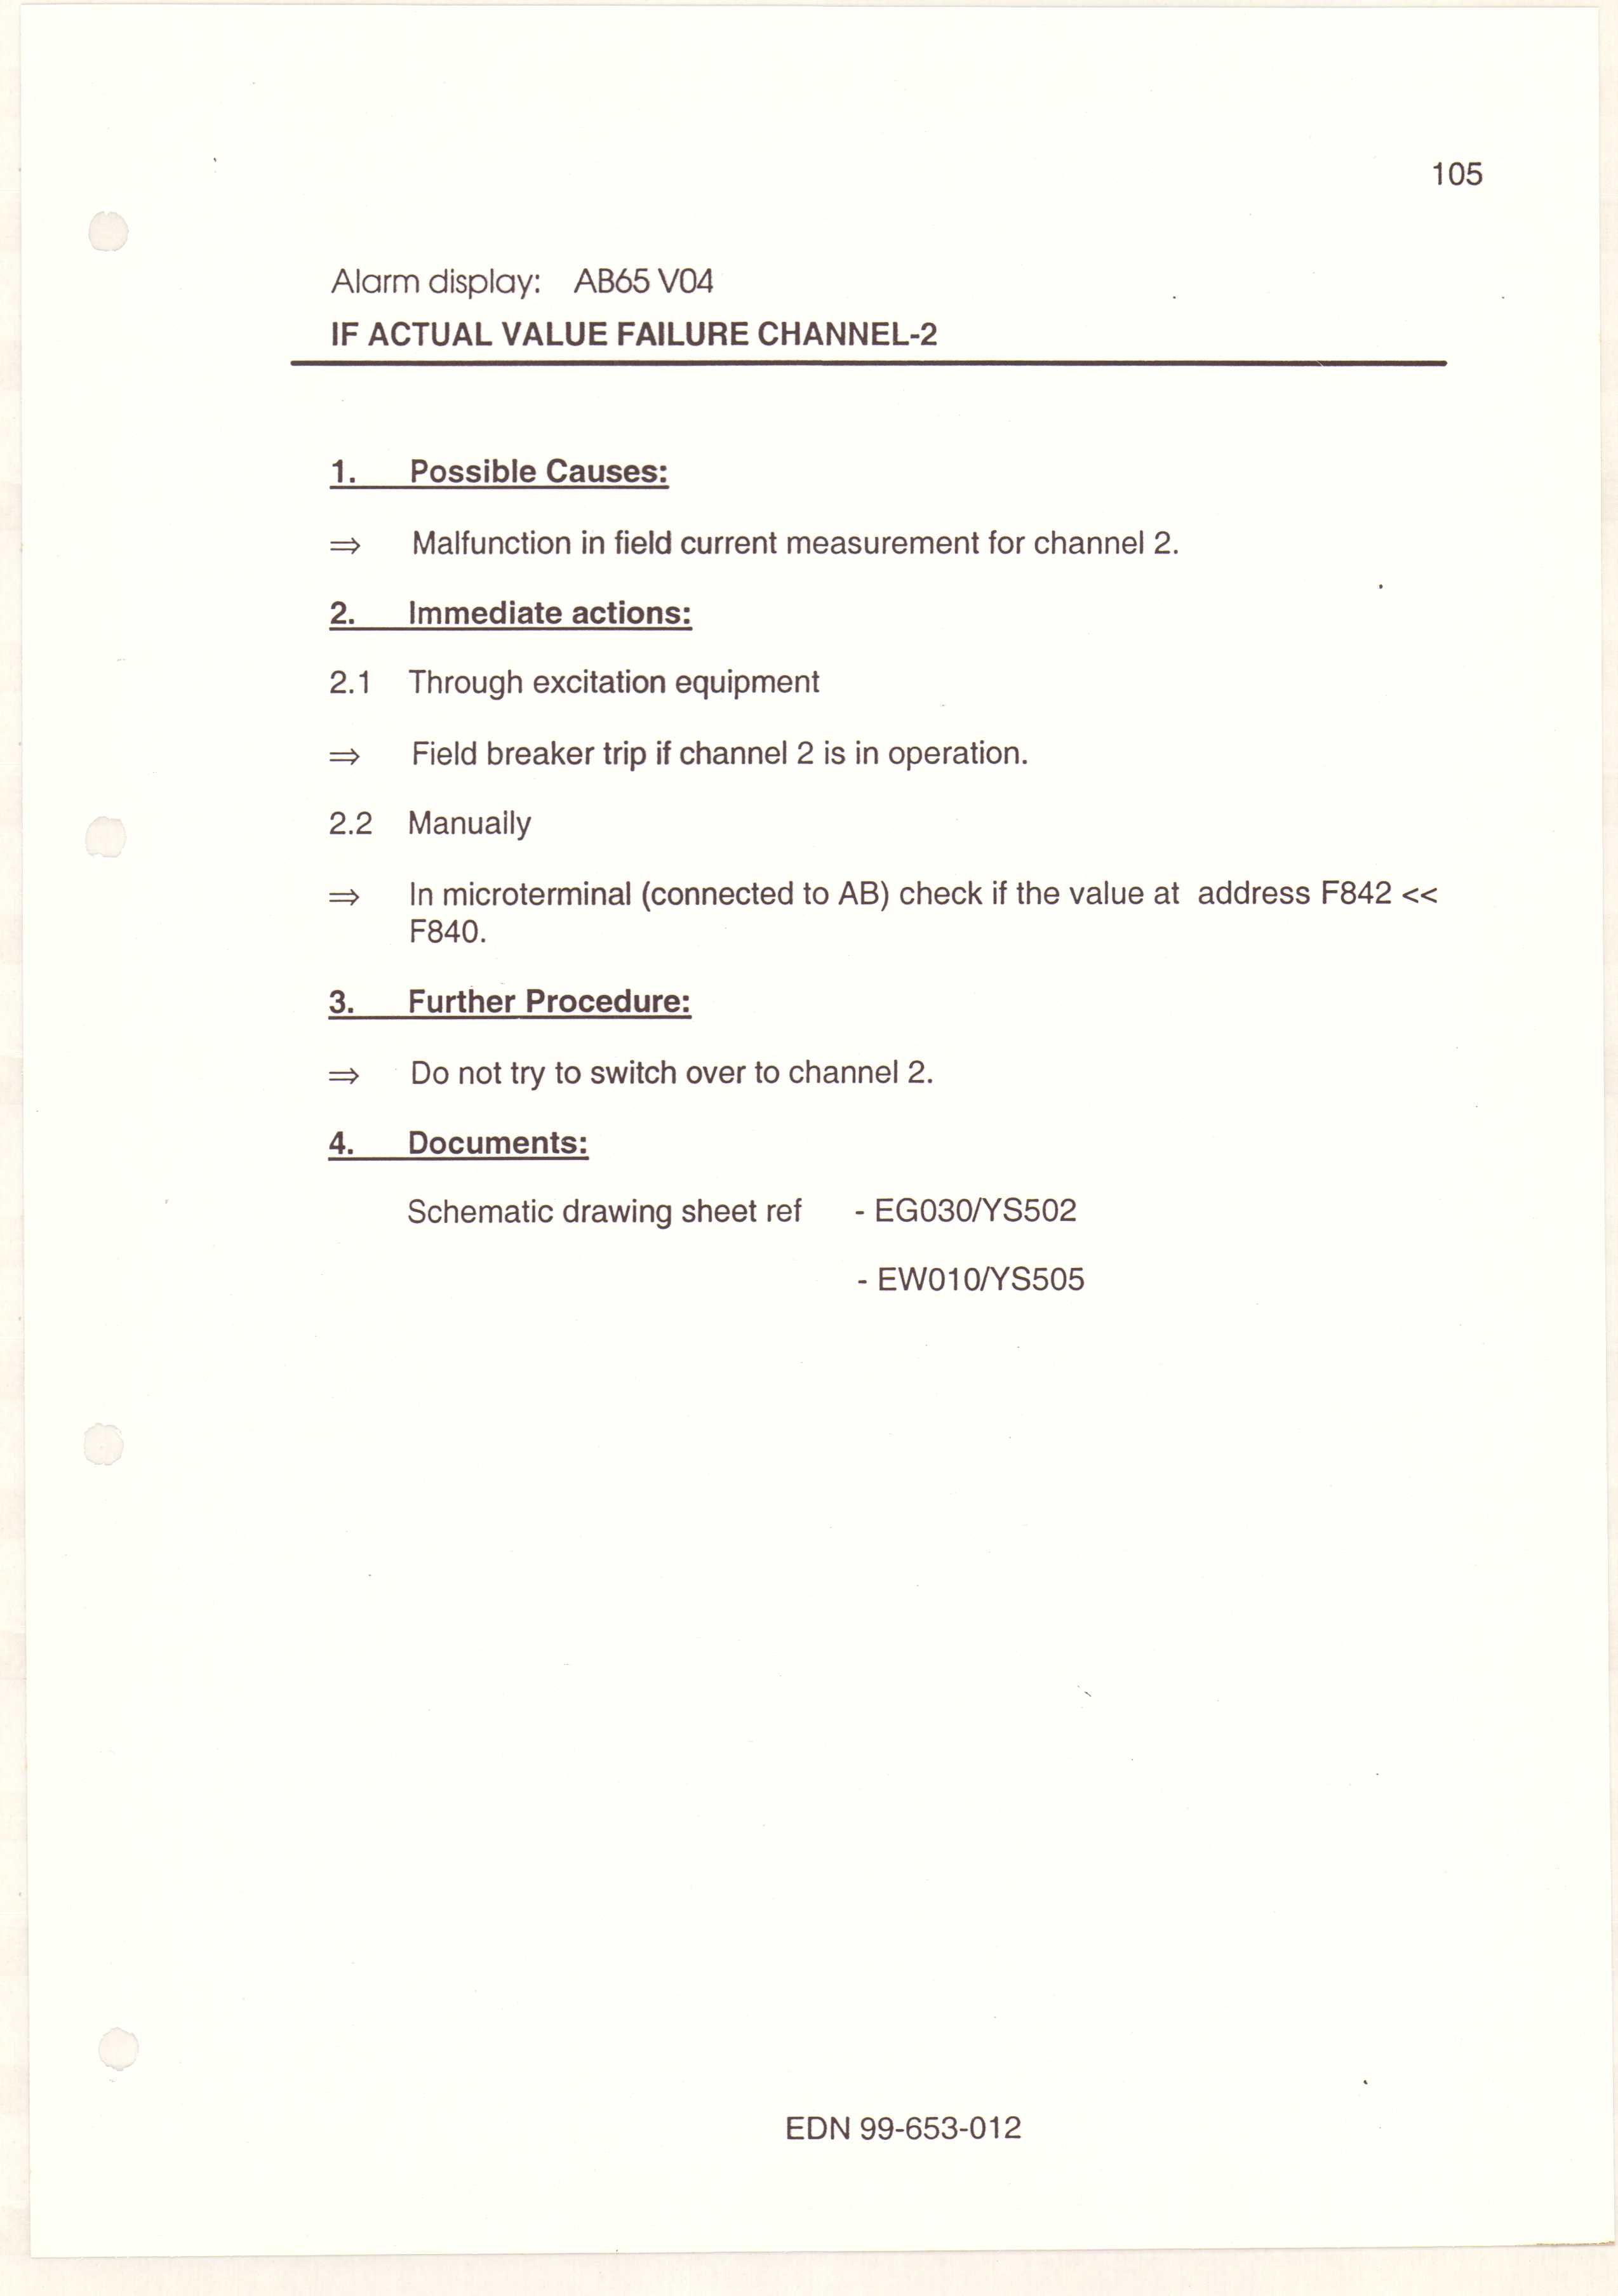 105
Alarm display: AB65 V04
IF ACTUAL VALUE FAILURE CHANNEL-2
1. Possible Causes:
⇒ Malfunction in field current measurement for channel 2.
2. Immediate actions:
2.1 Through excitation equipment
⇒ Field breaker trip if channel 2 is in operation.
2.2 Manually
⇒ In microterminal (connected to AB) check if the value at address F842 <<
F840.
3. Further Procedure:
⇒ Do not try to switch over to channel 2.
4. Documents:
Schematic drawing sheet ref - EG030/YS502
- EW010/YS505
EDN 99-653-012